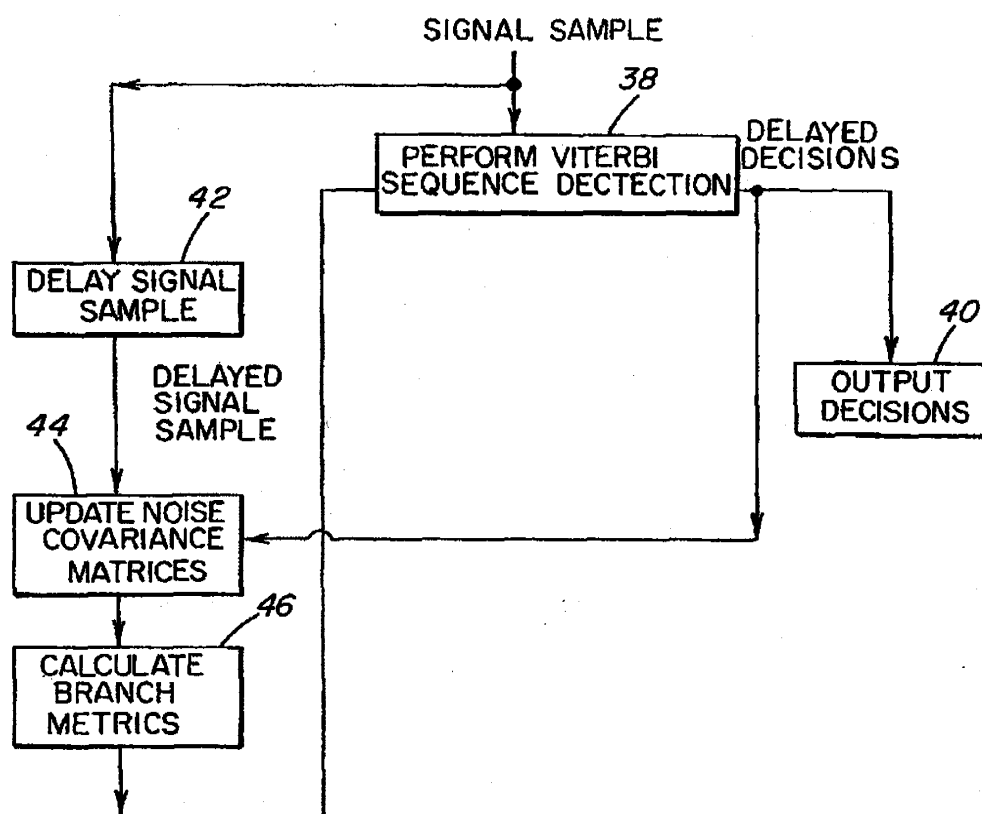 SIGNAL SAMPLE
38
PERFORM VITERBI
SEQUENCE DECTECTION
DELAYED
DECISIONS
42
DELAY SIGNAL
SAMPLE
40
OUTPUT
DECISIONS
DELAYED
SIGNAL
SAMPLE
44
UPDATE NOISE
COVARIANCE
MATRICES
46
CALCULATE
BRANCH
METRICS